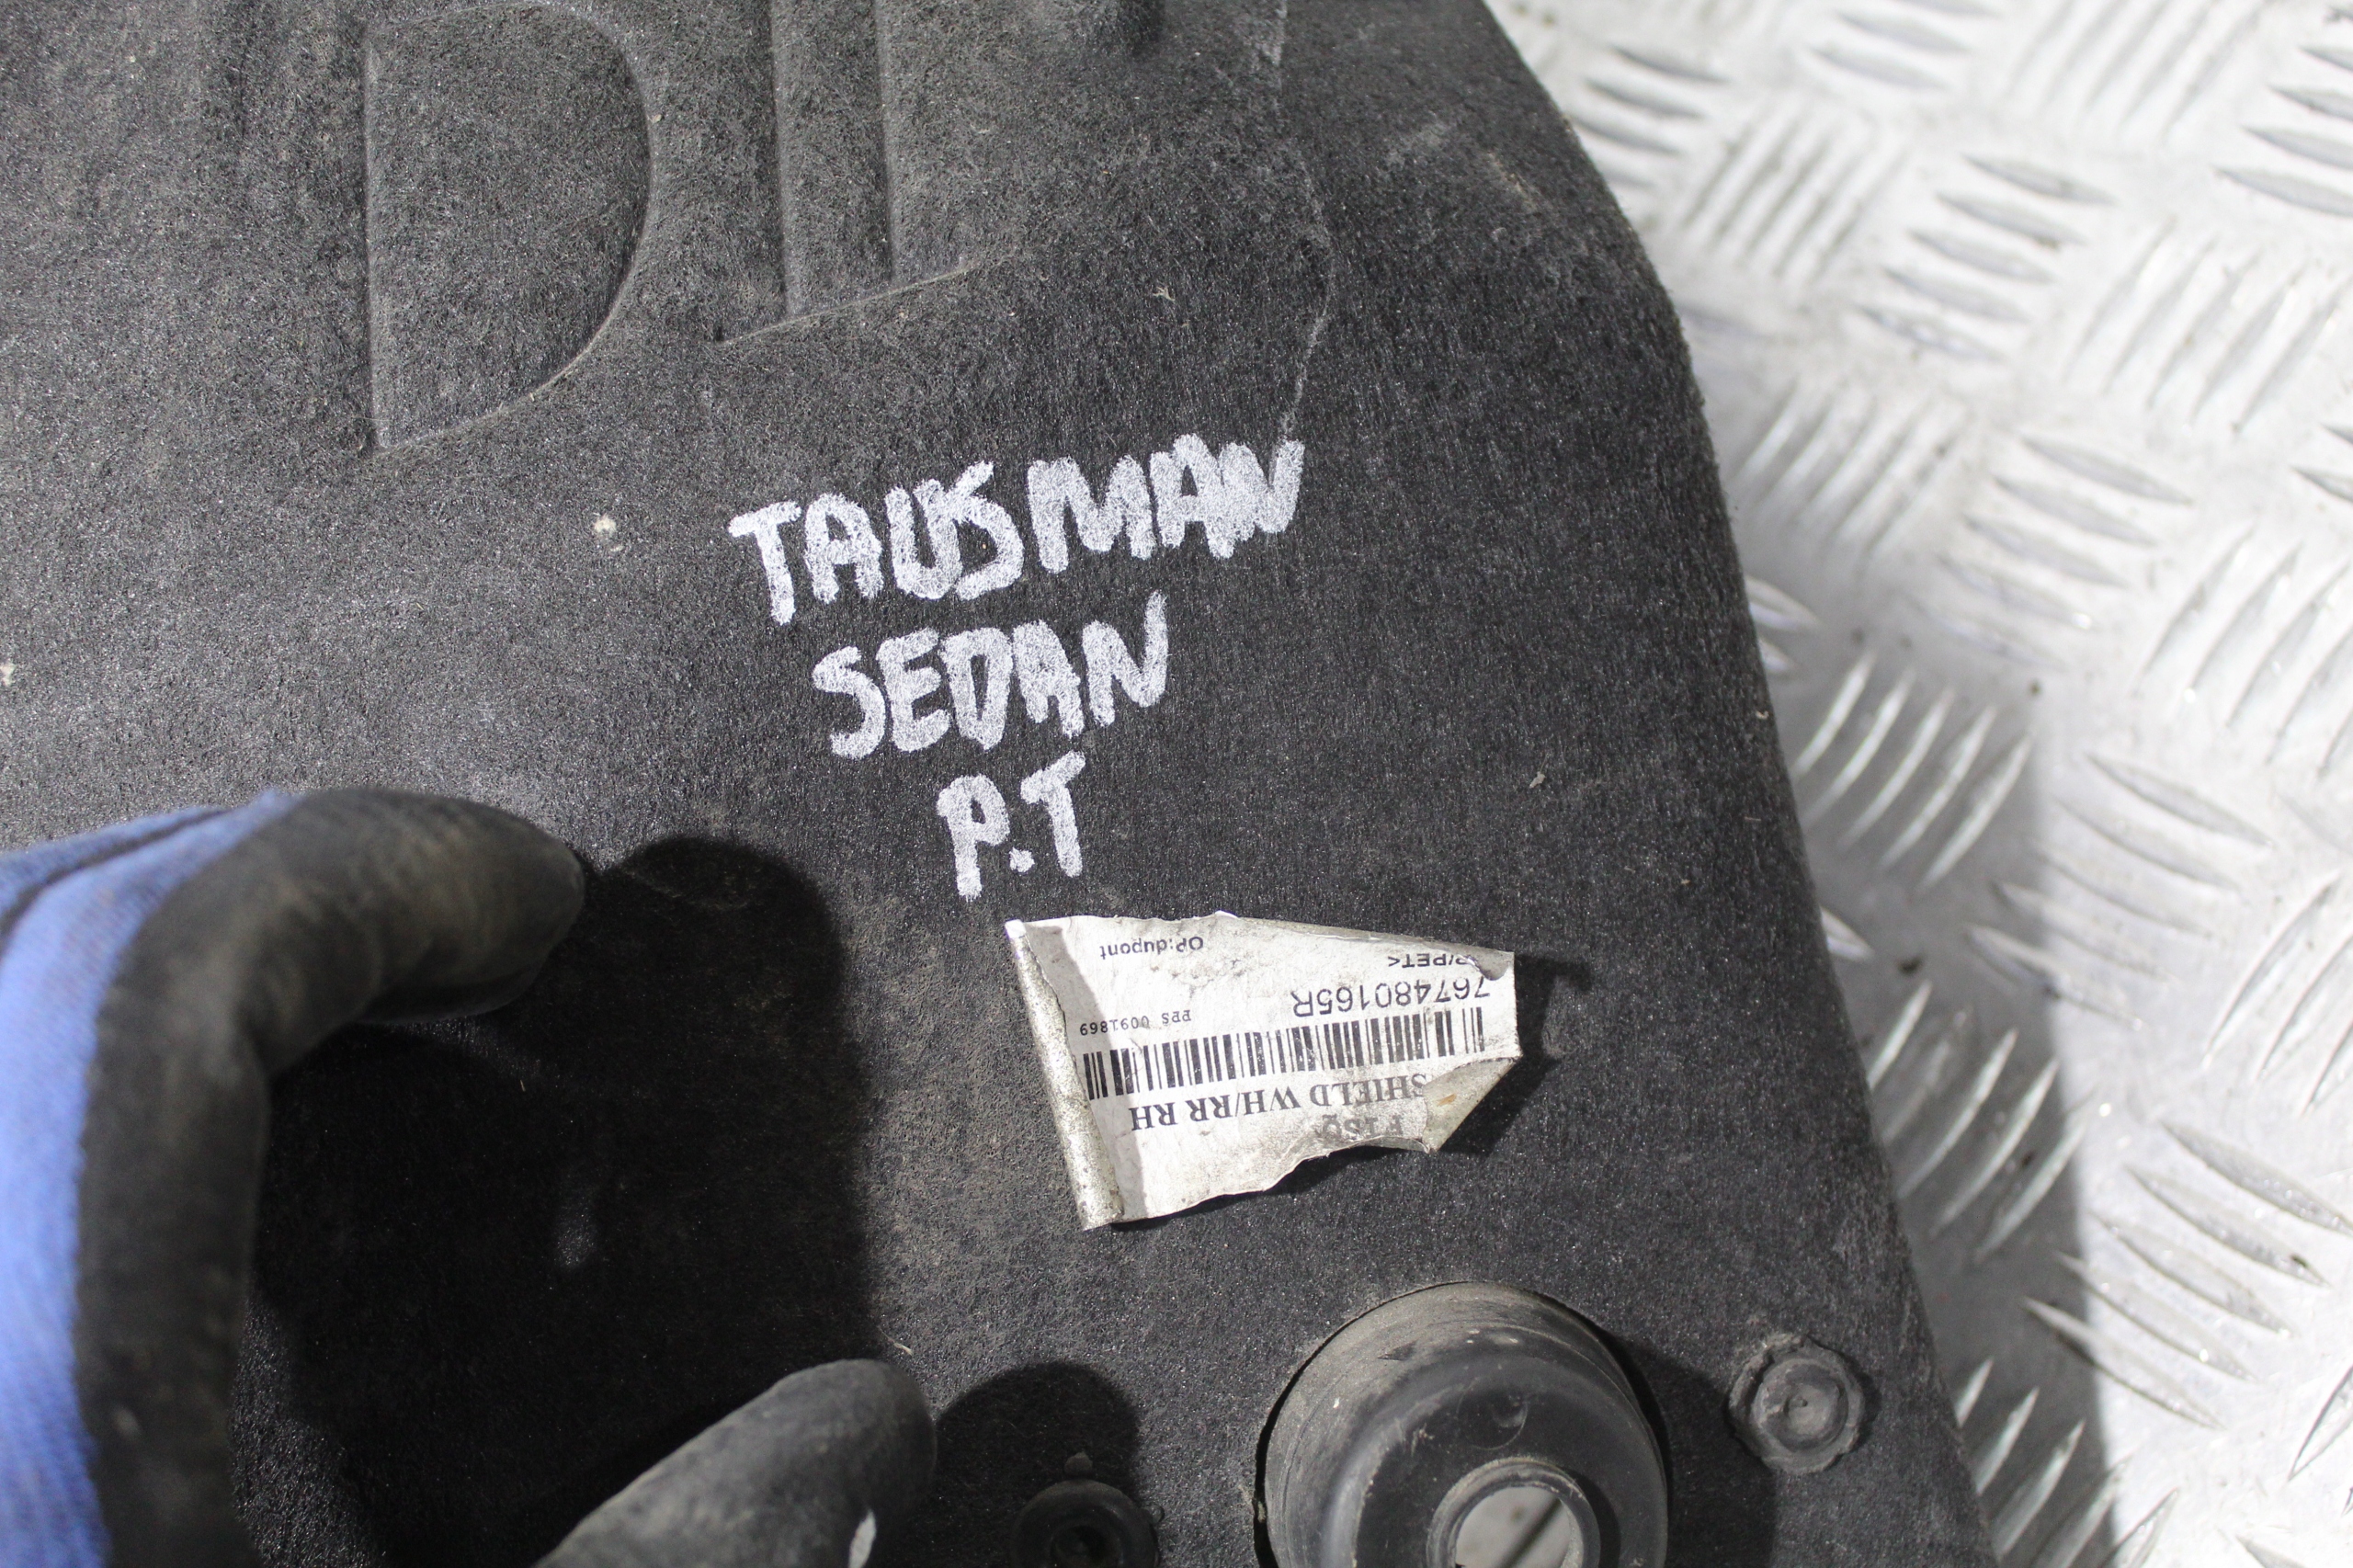 D
TALISMAN
SEDAN
P.T
SHIELD WH/RR RH
PPS 0091869
767480165R
/PET<
OP:dupont